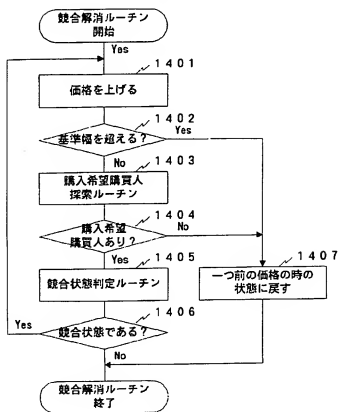 競合解消ルーチン
開始
Yes
1401
価格を上げる
1402
基準幅を超える?
Yes
No
1403
購入希望購買人
探索ルーチン
1404
購入希望
購買人あり?
No
Yes
1405
競合状態判定ルーチン
1407
一つ前の価格の時の
状態に戻す
1406
競合状態である?
Yes
No
競合解消ルーチン
終了